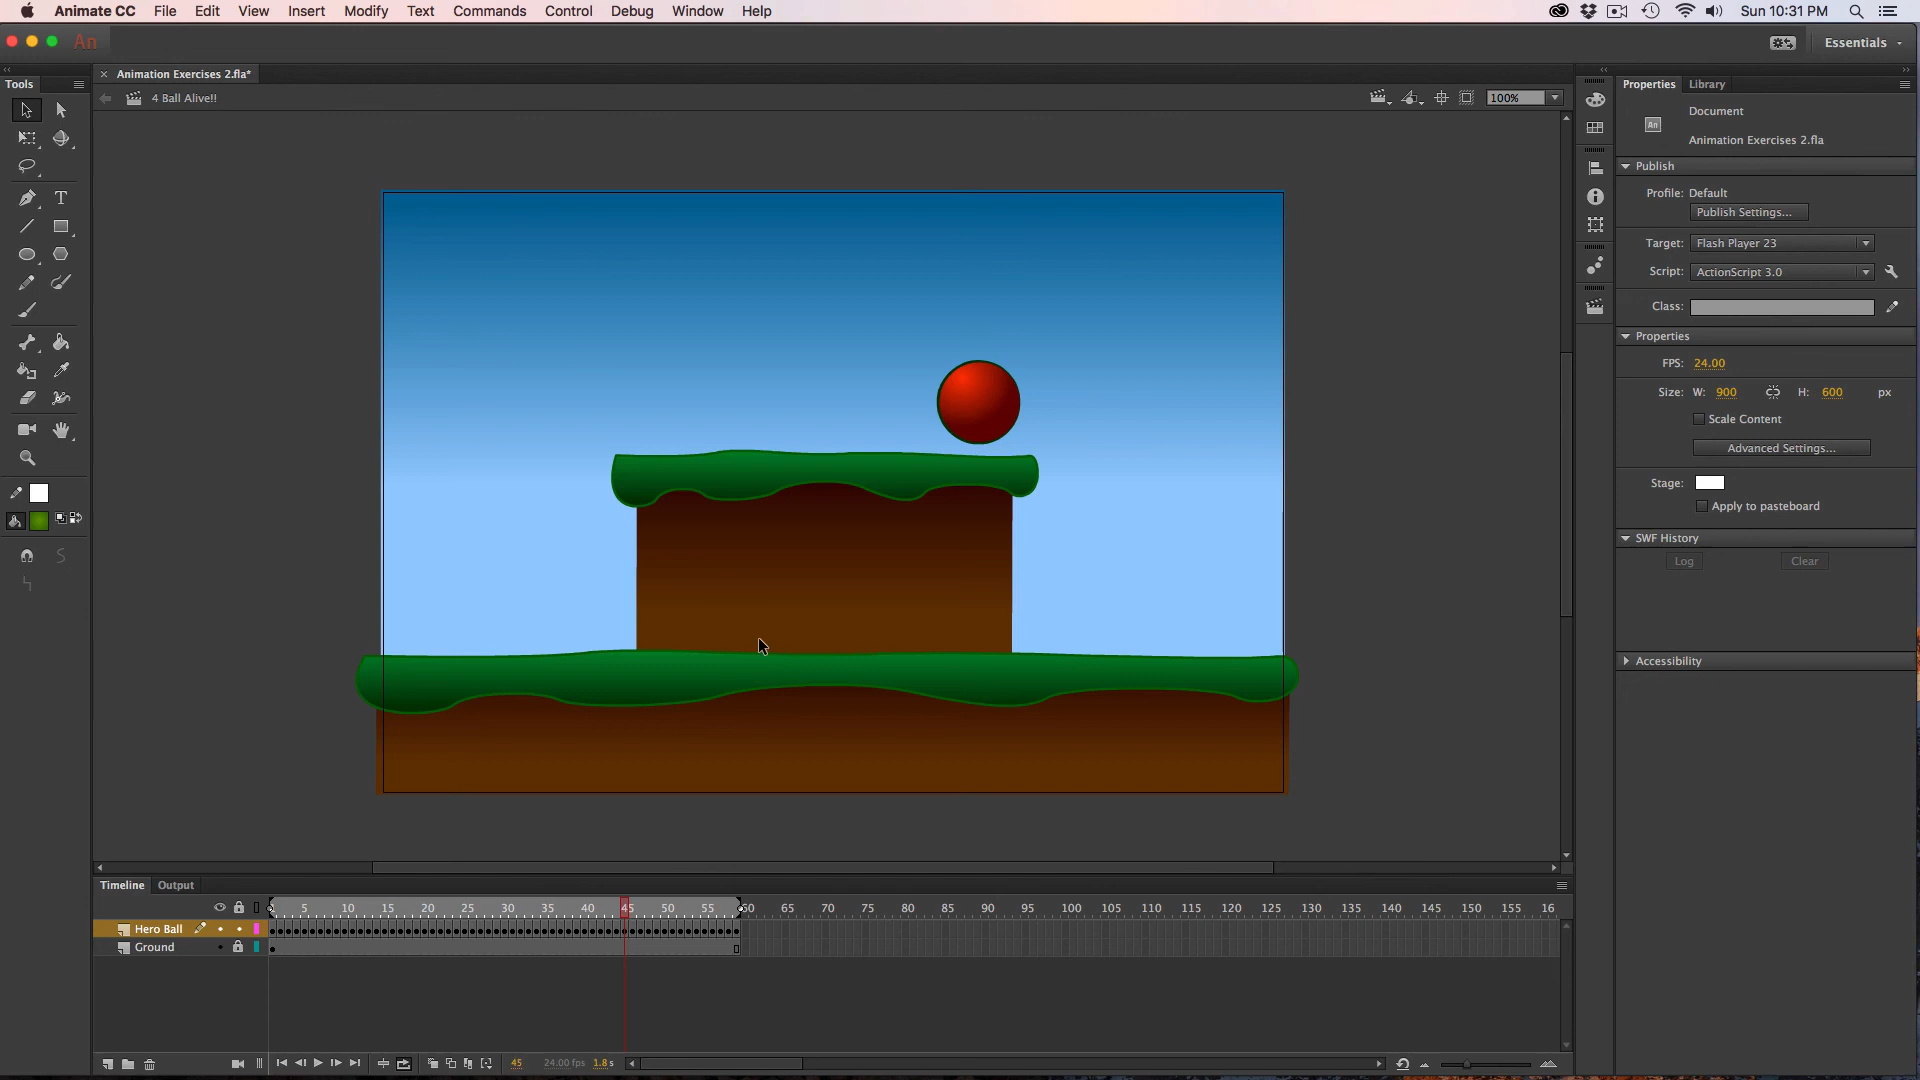 Animate CC File Edit View Insert Modify Text Commands Control Debug Window Help Sun 10:31 PM
An Essentials
Tools Animation Exercises 2.fla* Properties Library
4 Ball Alive!! 100%
Document
An Animation Exercises 2.fla
Publish
Profile: Default
Publish Settings...
Target: Flash Player 23
Script: ActionScript 3.0
Class:
Properties
FPS: 24.00
Size: W: 900 H: 600 px
Scale Content
Advanced Settings...
Stage:
Apply to pasteboard
SWF History
Log Clear
Accessibility
Timeline Output
5 10 15 20 25 30 35 40 45 50 55 60 65 70 75 80 85 90 95 100 105 110 115 120 125 130 135 140 145 150 155 16
Hero Ball
Ground
45 24.00 fps 1.8 s